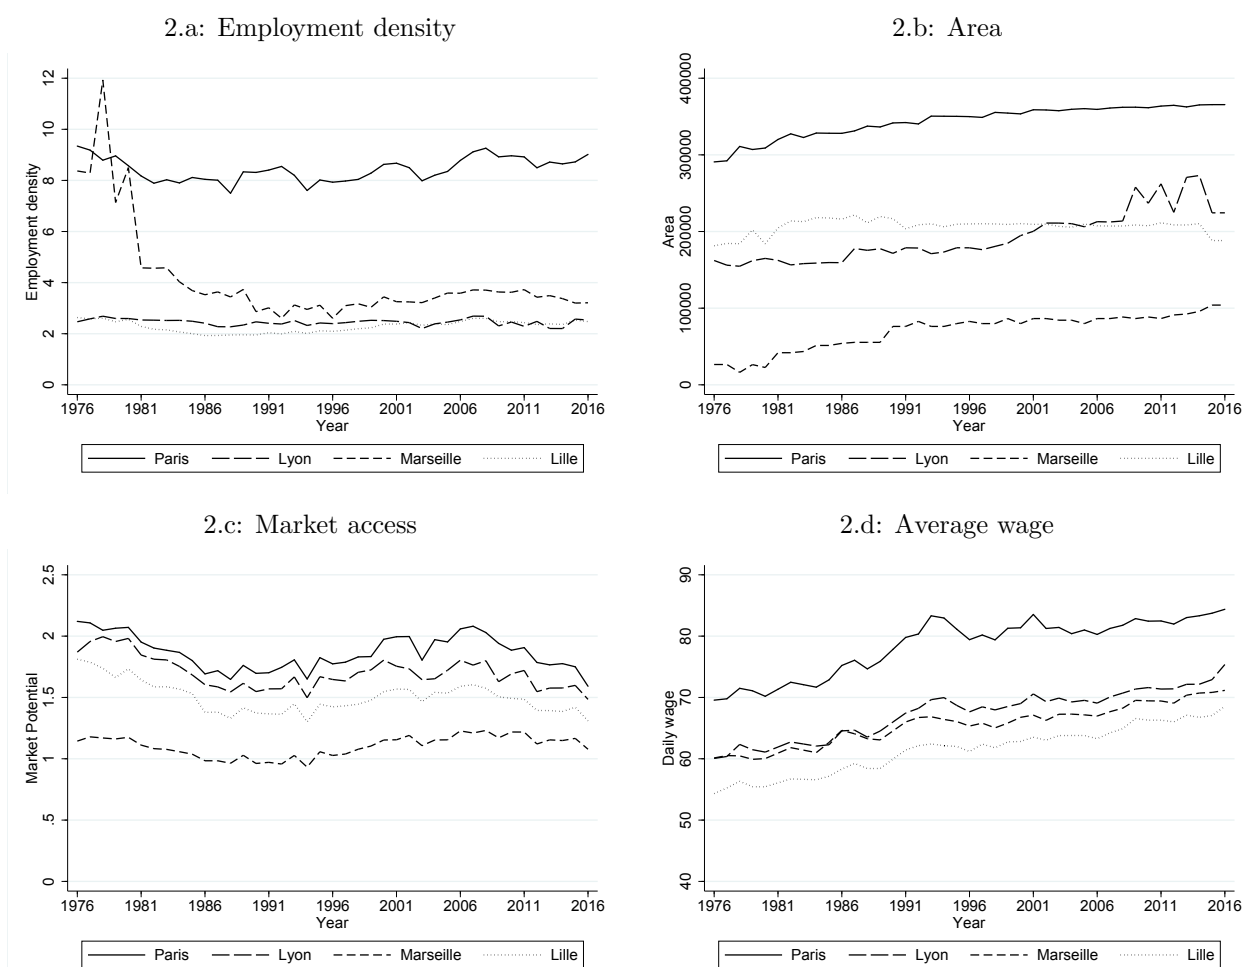 2.a: Employment density
12
10
8
6
4
2
0
Employment density
1976 1981 1986 1991 1996 2001 2006 2011 2016
Year
Paris Lyon Marseille Lille
2.b: Area
400000
300000
200000
100000
0
Area
1976 1981 1986 1991 1996 2001 2006 2011 2016
Year
Paris Lyon Marseille Lille
2.c: Market access
2.5
2
1.5
1
.5
0
Market Potential
1976 1981 1986 1991 1996 2001 2006 2011 2016
Year
Paris Lyon Marseille Lille
2.d: Average wage
90
80
70
60
50
40
Daily wage
1976 1981 1986 1991 1996 2001 2006 2011 2016
Year
Paris Lyon Marseille Lille